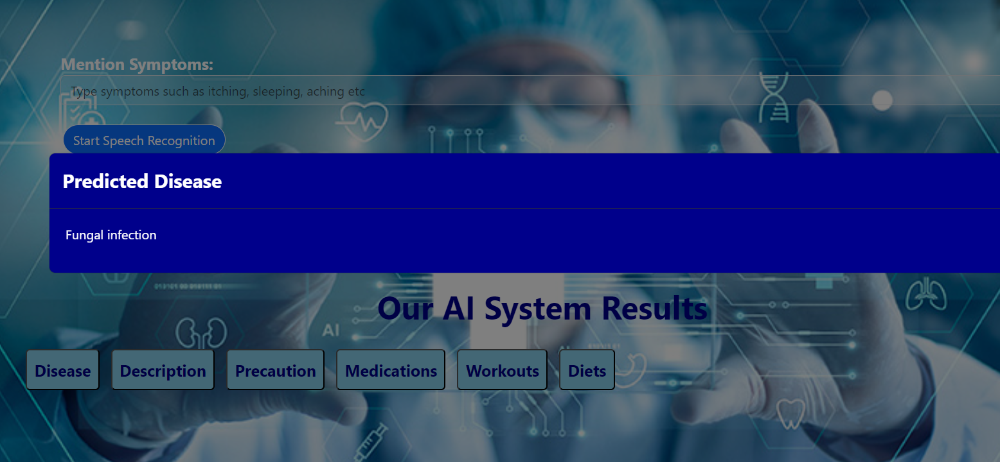 Mention Symptoms:
Type symptoms such as itching, sleeping, aching etc
Start Speech Recognition
Predicted Disease
Fungal infection
Our AI System Results
AI
Disease
Description
Precaution
Medications
Workouts
Diets